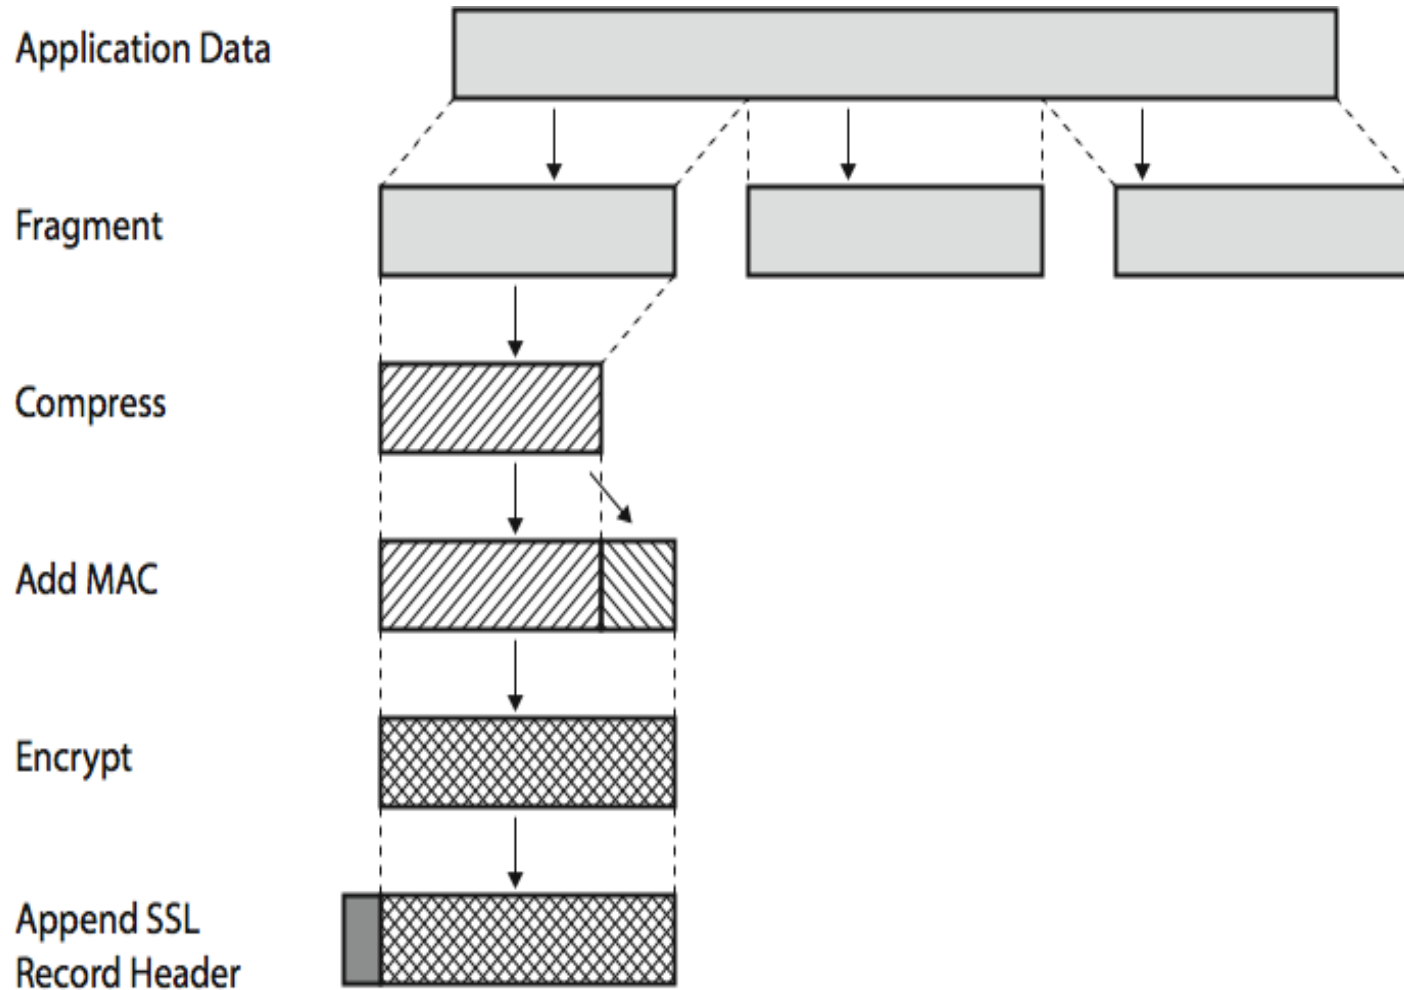 Application Data
Fragment
Compress
Add MAC
Encrypt
Append SSL
Record Header